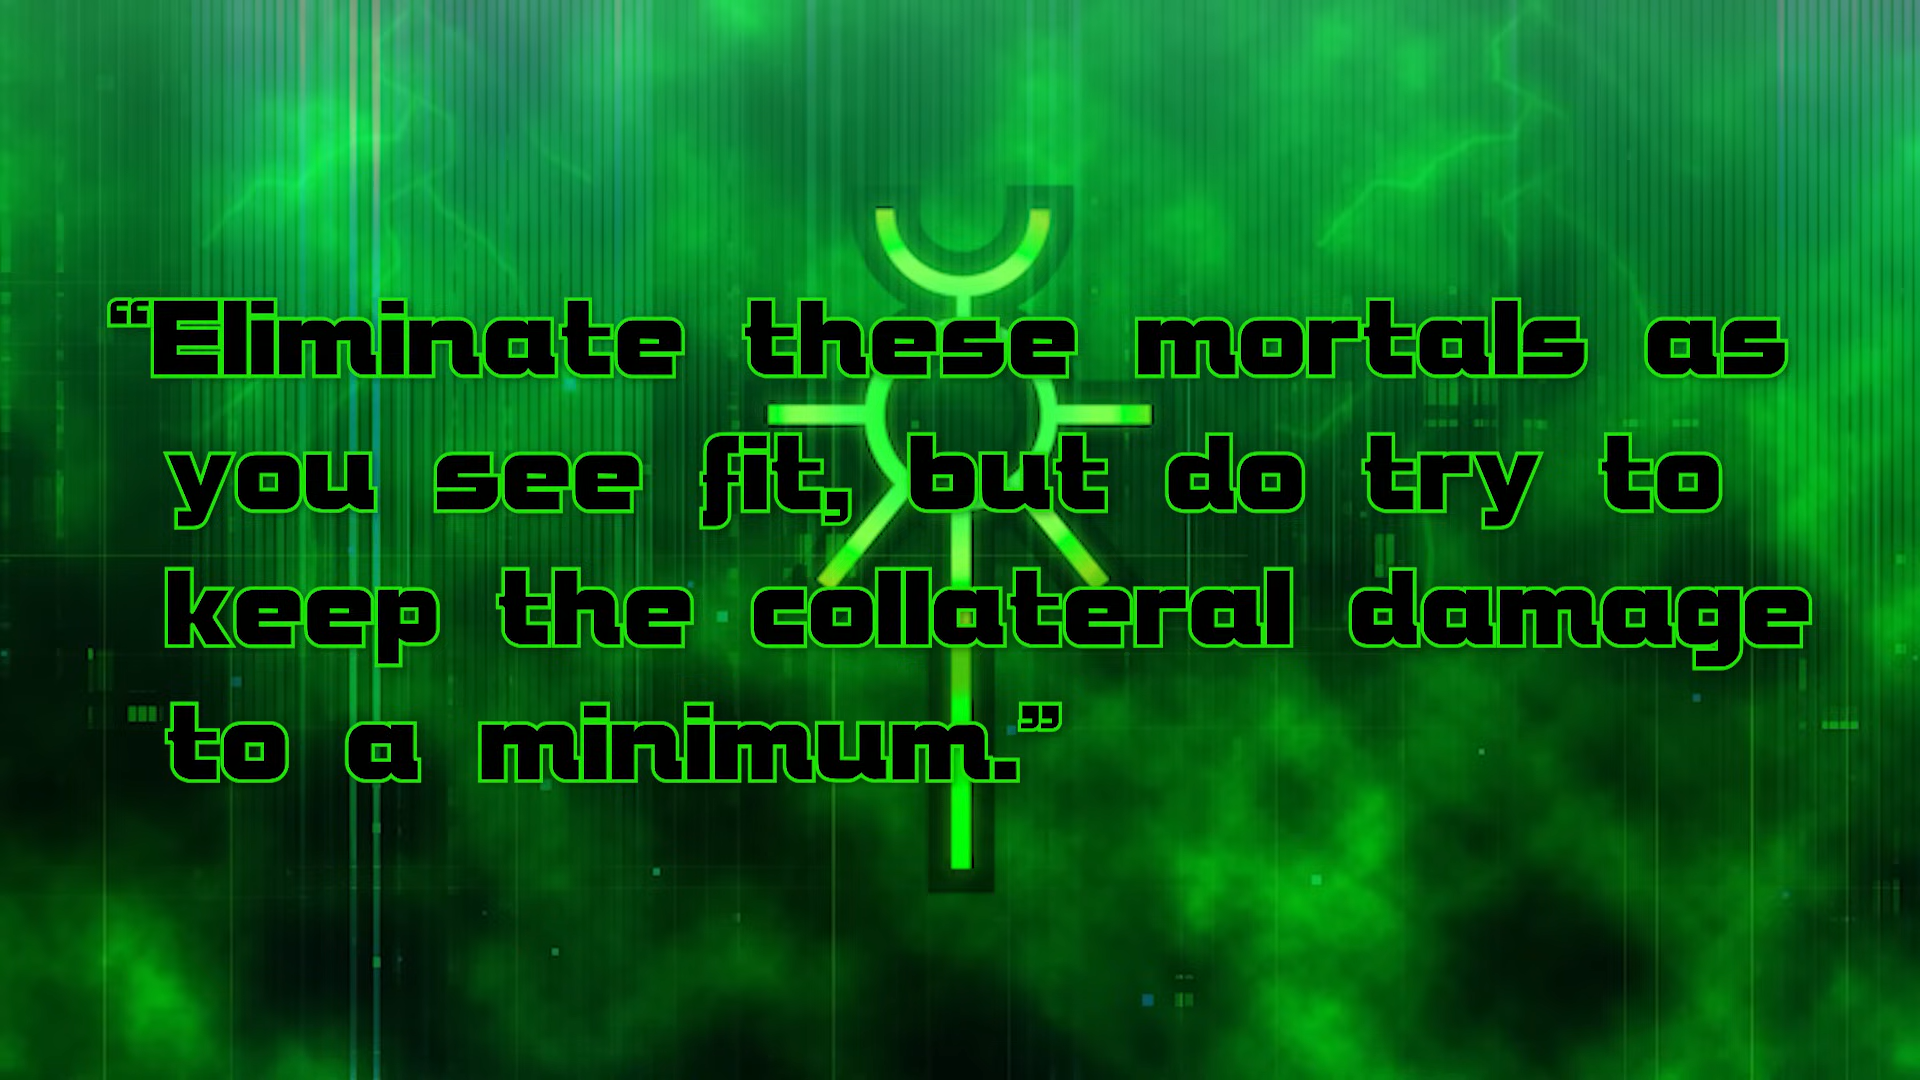 “Eliminate these mortals as
you see fit, but do try to
keep the collateral damage
to a minimum.”